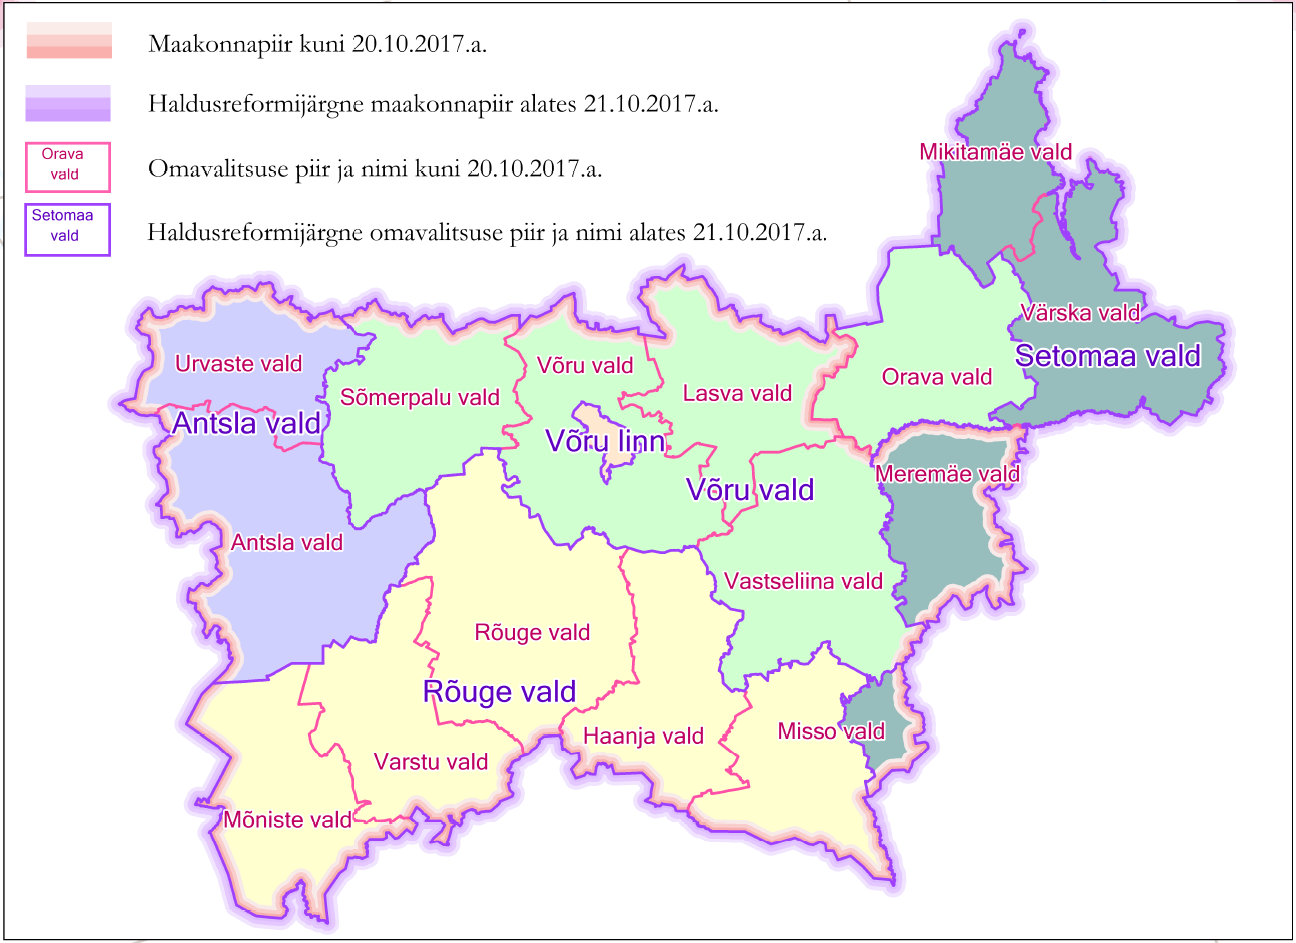 Maakonnapiir kuni 20.10.2017.a.
Haldusreformijärgne maakonnapiir alates 21.10.2017.a.
Orava
vald
Omavalitsuse piir ja nimi kuni 20.10.2017.a.
Setomaa
vald
Haldusreformijärgne omavalitsuse piir ja nimi alates 21.10.2017.a.
Mikitamäe vald
Värska vald
Setomaa vald
Urvaste vald
Võru vald
Orava vald
Sõmerpalu vald
Lasva vald
Antsla vald
Võru linn
Meremäe vald
Võru vald
Antsla vald
Vastseliina vald
Rõuge vald
Rõuge vald
Haanja vald
Misso vald
Varstu vald
Mõniste vald